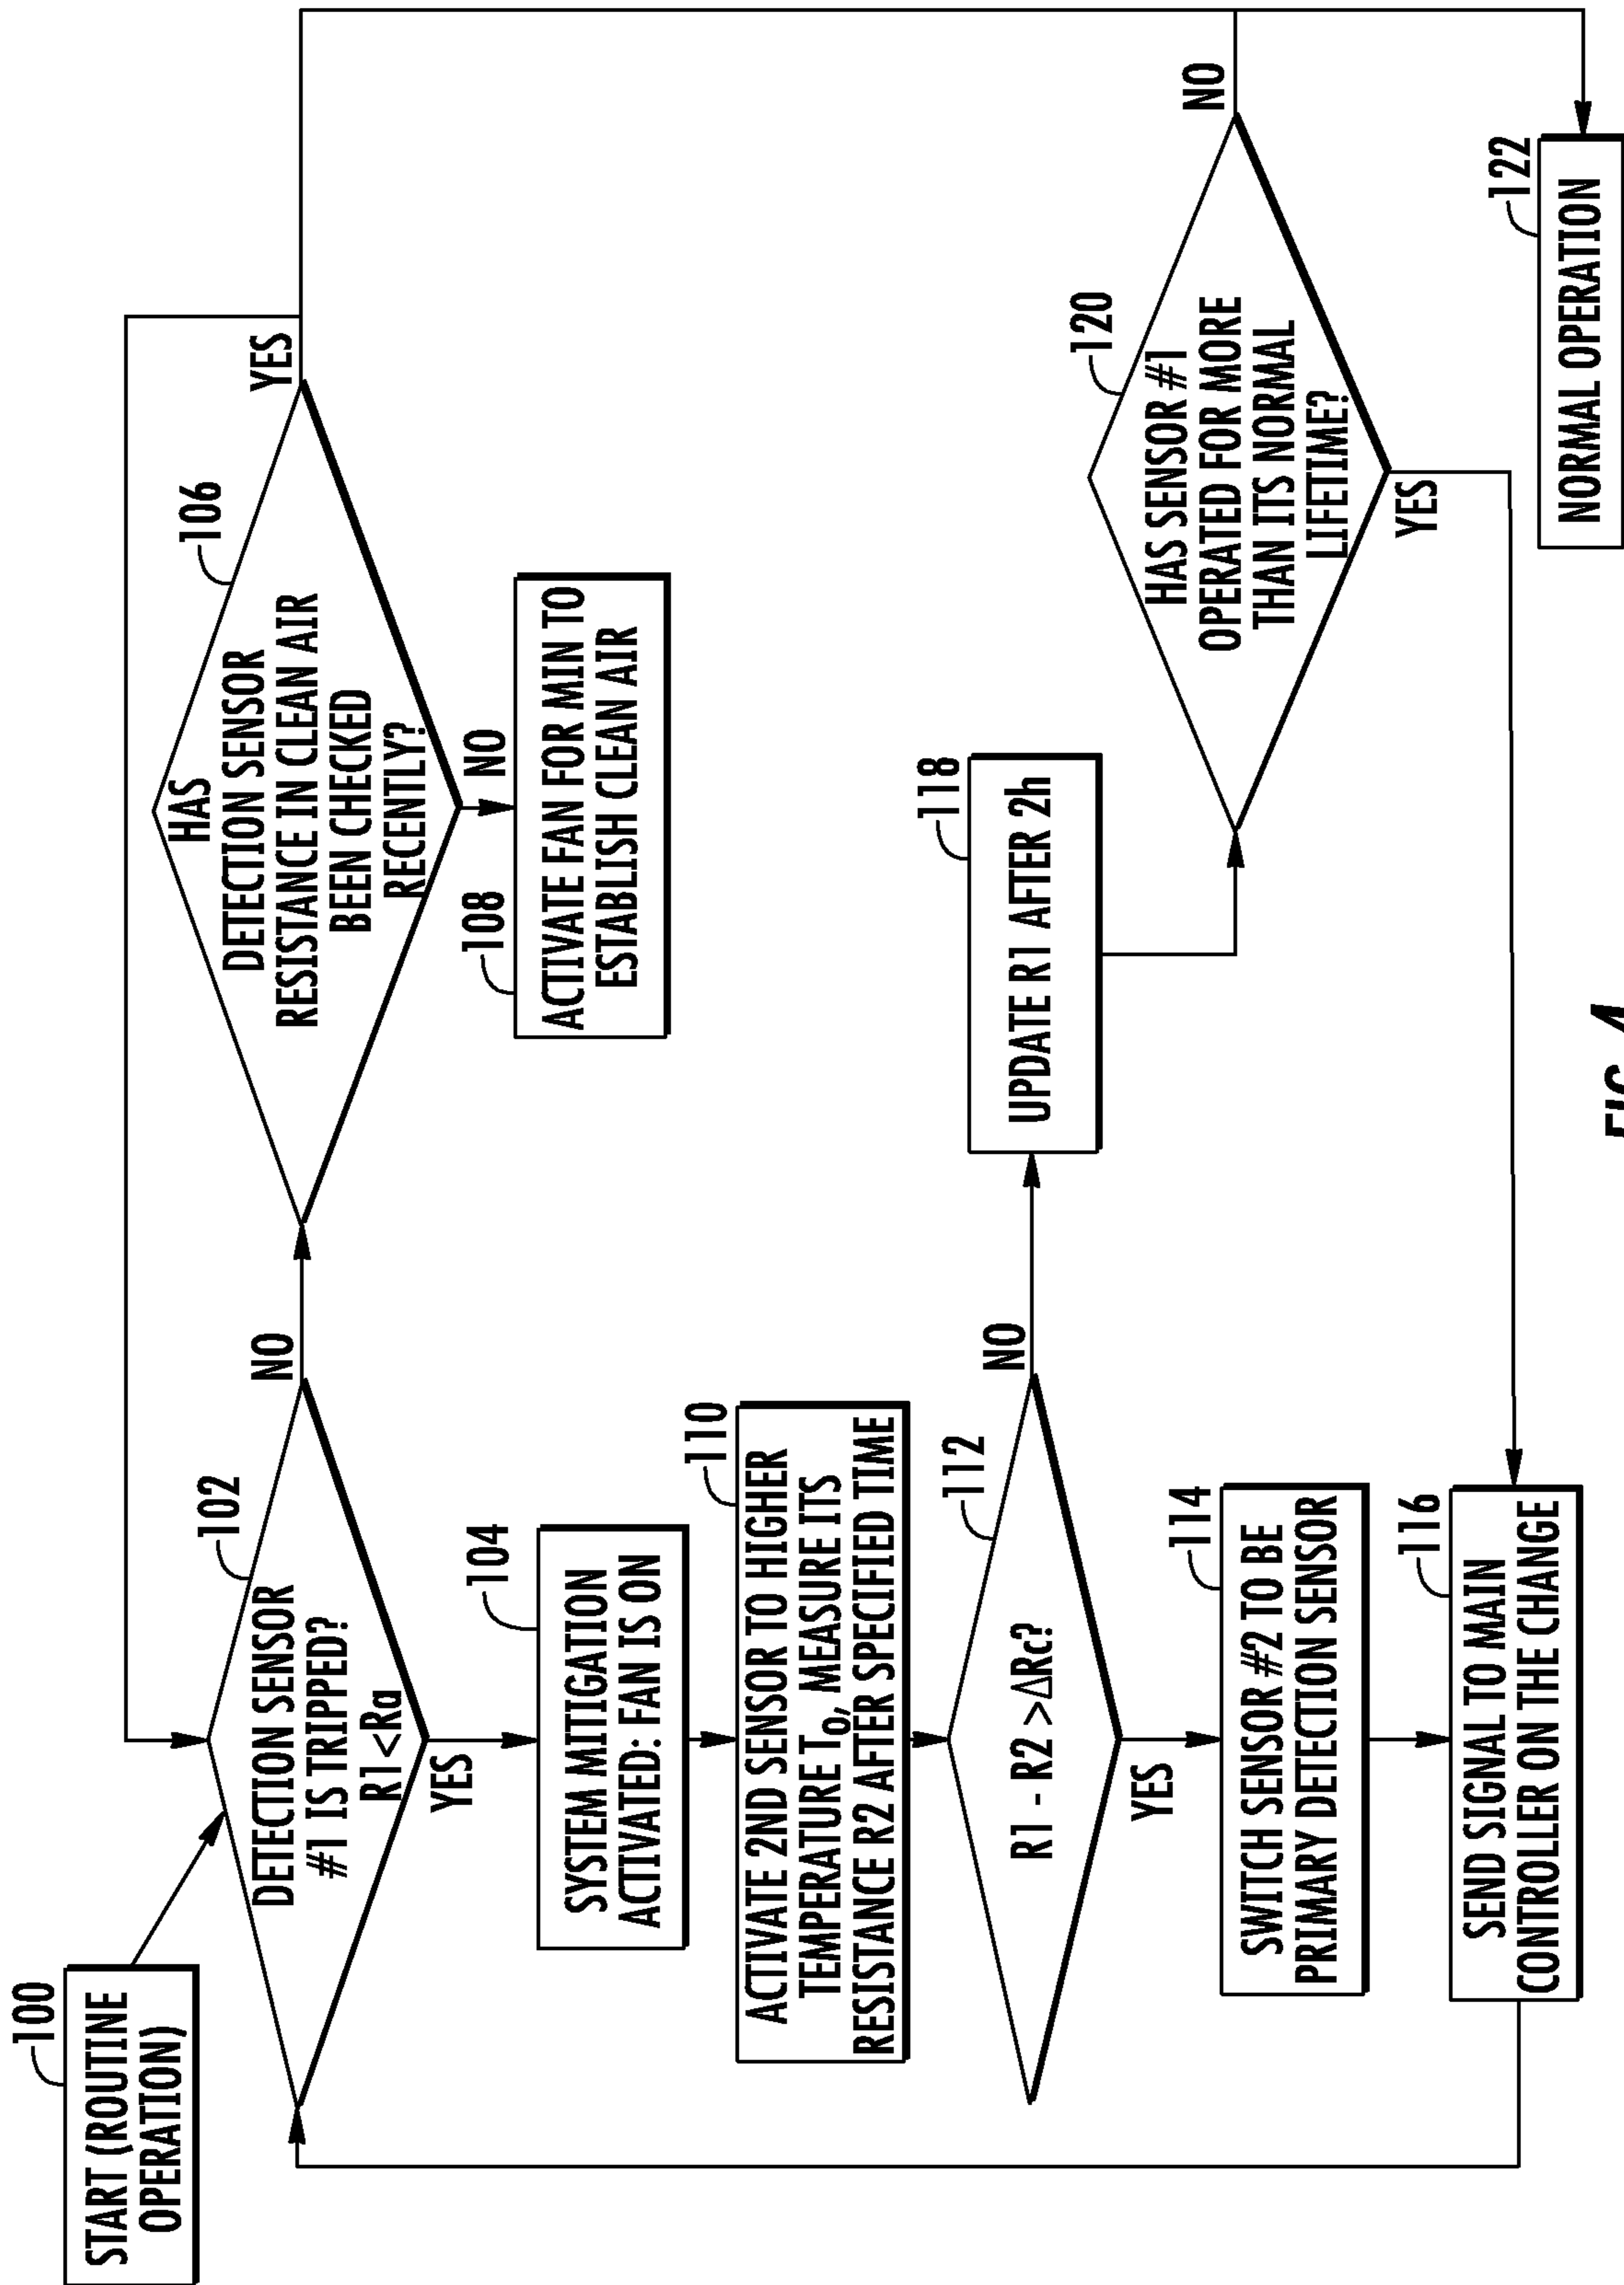 100
START (ROUTINE
OPERATION)
102
DETECTION SENSOR
#1 IS TRIPPED?
R1<Ra
NO
YES
104
SYSTEM MITIGATION
ACTIVATED: FAN IS ON
106
HAS
DETECTION SENSOR
RESISTANCE IN CLEAN AIR
BEEN CHECKED
RECENTLY?
YES
NO
108
ACTIVATE FAN FOR MIN TO
ESTABLISH CLEAN AIR
110
ACTIVATE 2ND SENSOR TO HIGHER
TEMPERATURE To, MEASURE ITS
RESISTANCE R2 AFTER SPECIFIED TIME
112
R1 - R2 >ΔRc?
NO
YES
114
SWITCH SENSOR #2 TO BE
PRIMARY DETECTION SENSOR
116
SEND SIGNAL TO MAIN
CONTROLLER ON THE CHANGE
118
UPDATE R1 AFTER 2h
120
HAS SENSOR #1
OPERATED FOR MORE
THAN ITS NORMAL
LIFETIME?
NO
YES
122
NORMAL OPERATION
FIG. 4